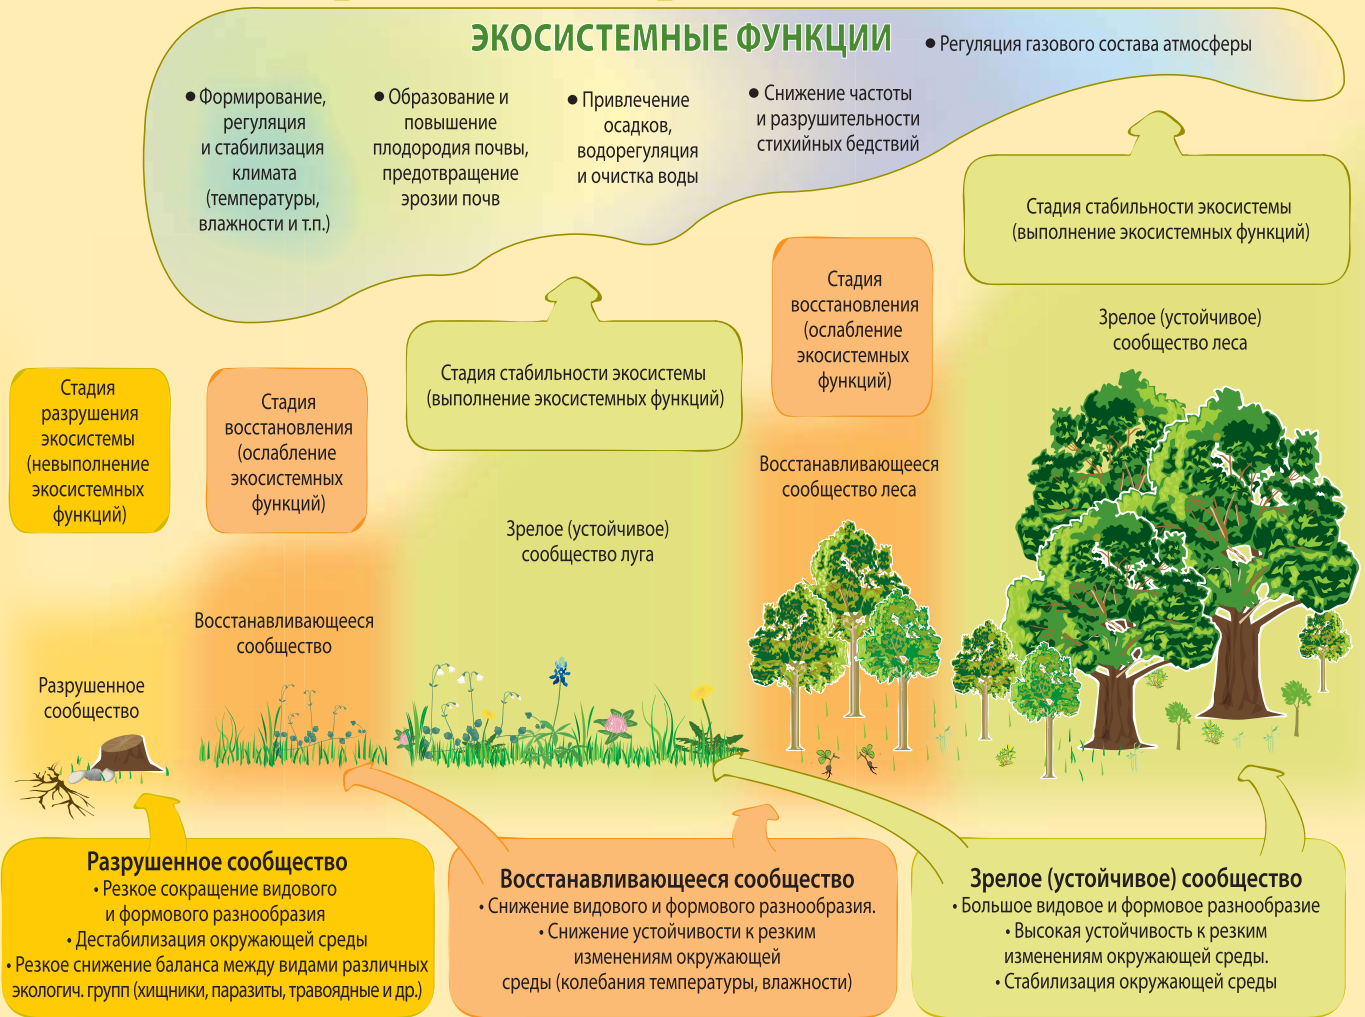 ЭКОСИСТЕМНЫЕ ФУНКЦИИ
• Регуляция газового состава атмосферы
• Формирование,
регуляция
и стабилизация
климата
(температуры,
влажности и т.п.)
• Образование и
повышение
плодородия почвы,
предотвращение
эрозии почв
• Привлечение
осадков,
водорегуляция
и очистка воды
• Снижение частоты
и разрушительности
стихийных бедствий
Стадия
разрушения
экосистемы
(невыполнение
экосистемных
функций)
Стадия
восстановления
(ослабление
экосистемных
функций)
Стадия стабильности экосистемы
(выполнение экосистемных функций)
Стадия
восстановления
(ослабление
экосистемных
функций)
Стадия стабильности экосистемы
(выполнение экосистемных функций)
Разрушенное
сообщество
Восстанавливающееся
сообщество
Зрелое (устойчивое)
сообщество луга
Восстанавливающееся
сообщество леса
Зрелое (устойчивое)
сообщество леса
Разрушенное сообщество
• Резкое сокращение видового
и формового разнообразия
• Дестабилизация окружающей среды
• Резкое снижение баланса между видами различных
экологич. групп (хищники, паразиты, травоядные и др.)
Восстанавливающееся сообщество
• Снижение видового и формового разнообразия.
• Снижение устойчивости к резким
изменениям окружающей
среды (колебания температуры, влажности)
Зрелое (устойчивое) сообщество
• Большое видовое и формовое разнообразие
• Высокая устойчивость к резким
изменениям окружающей среды.
• Стабилизация окружающей среды